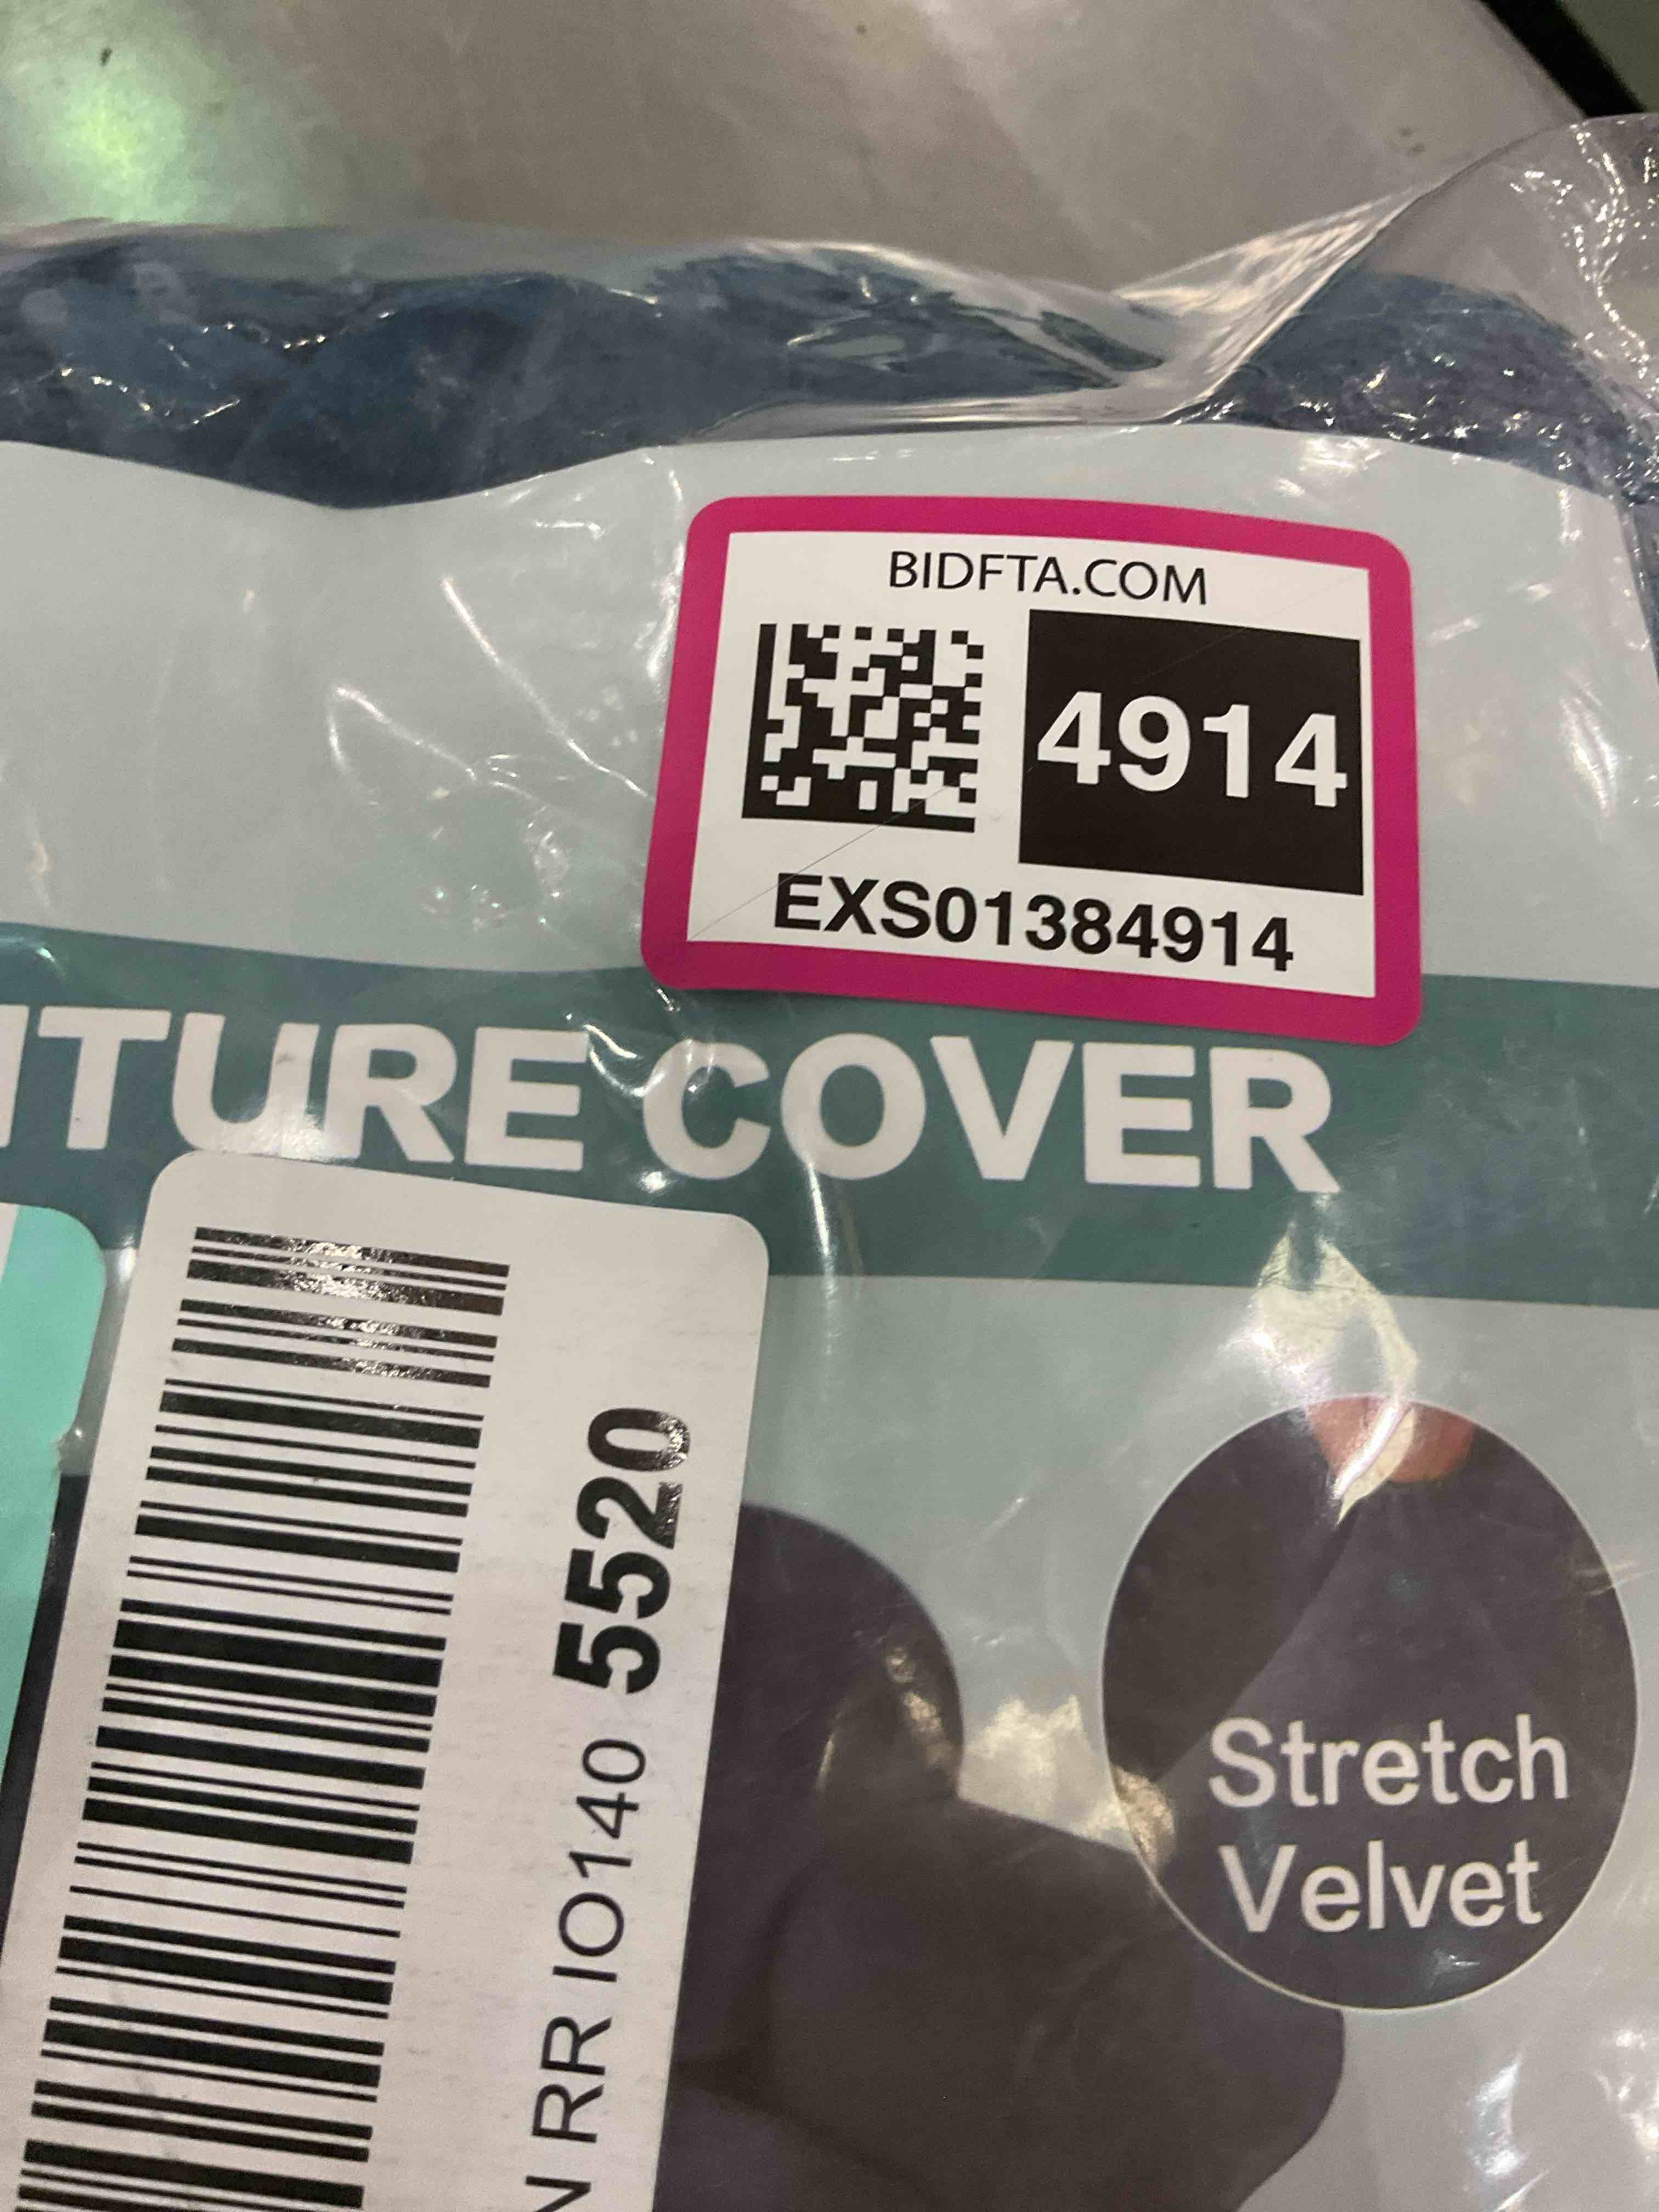 BIDFTA.COM
4914
EXS01384914
ITURE COVER
N RR IO140 5520
Stretch
Velvet